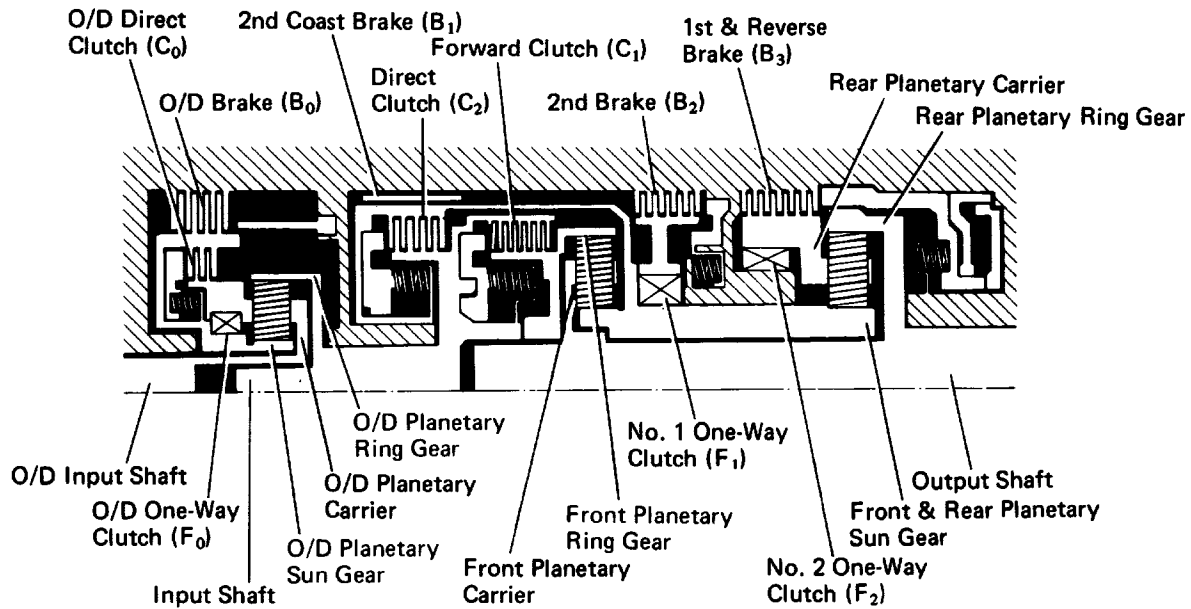 O/D Direct
Clutch (C₀)
2nd Coast Brake (B₁)
Forward Clutch (C₁)
1st & Reverse
Brake (B₃)
O/D Brake (B₀)
Direct
Clutch (C₂)
2nd Brake (B₂)
Rear Planetary Carrier
Rear Planetary Ring Gear
O/D Input Shaft
O/D One-Way
Clutch (F₀)
Input Shaft
O/D Planetary
Sun Gear
O/D Planetary
Carrier
O/D Planetary
Ring Gear
Front Planetary
Carrier
Front Planetary
Ring Gear
No. 1 One-Way
Clutch (F₁)
No. 2 One-Way
Clutch (F₂)
Output Shaft
Front & Rear Planetary
Sun Gear